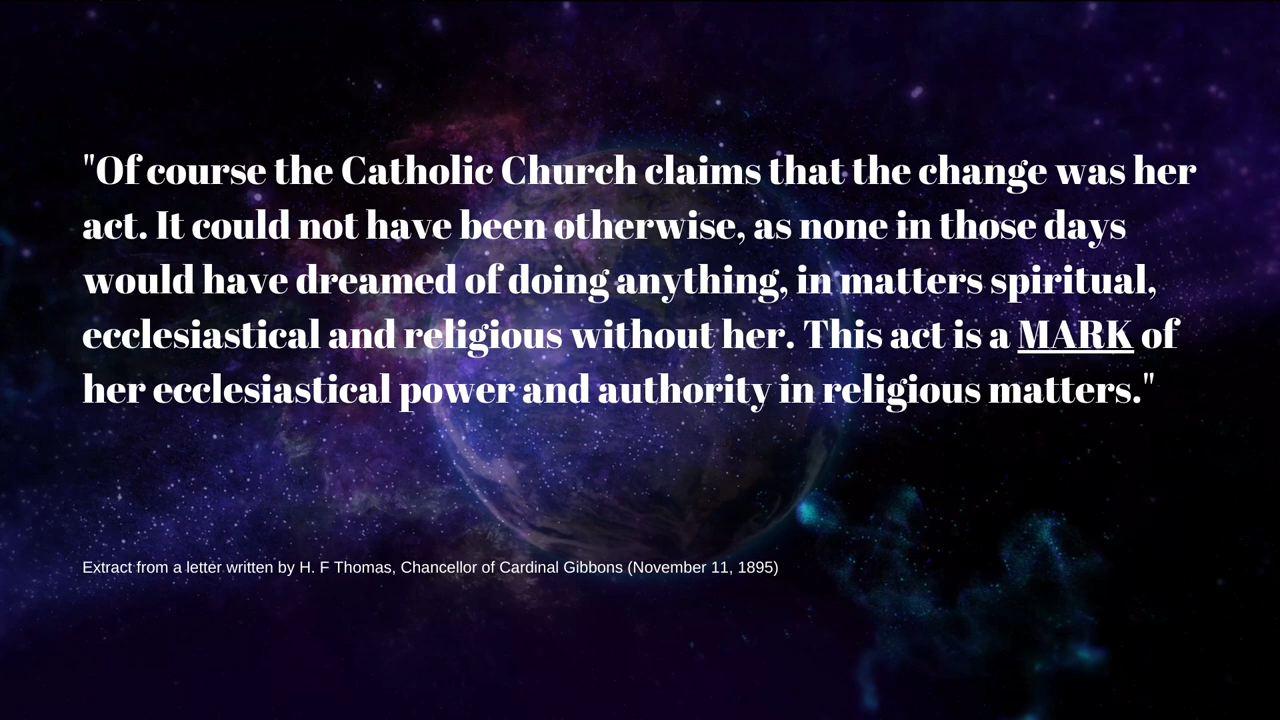 "Of course the Catholic Church claims that the change was her
act. It could not have been otherwise, as none in those days
would have dreamed of doing anything, in matters spiritual,
ecclesiastical and religious without her. This act is a MARK of
her ecclesiastical power and authority in religious matters."
Extract from a letter written by H. F Thomas, Chancellor of Cardinal Gibbons (November 11, 1895)